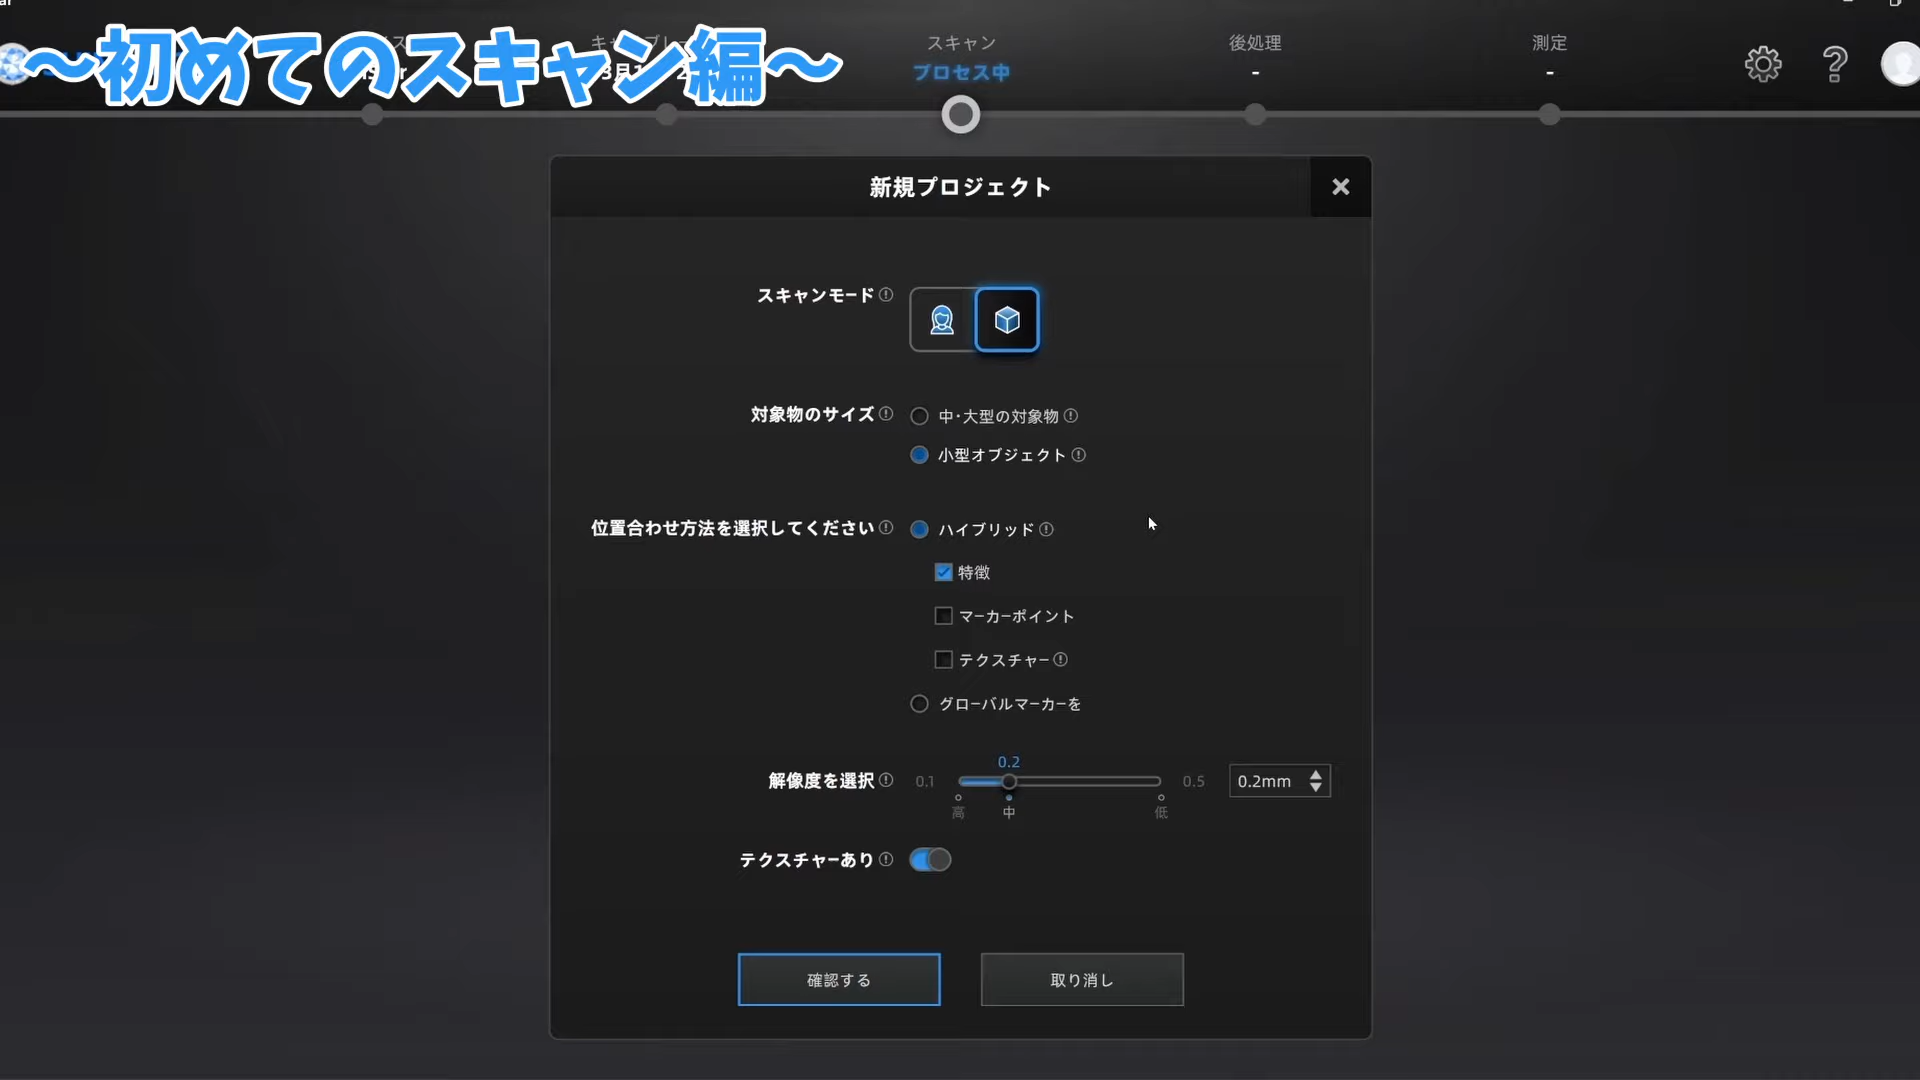 ～初めてのスキャン編～
スキャン
プロセス中
後処理
-
測定
-
新規プロジェクト
スキャンモード
対象物のサイズ
中・大型の対象物
小型オブジェクト
位置合わせ方法を選択してください
ハイブリッド
特徴
マーカーポイント
テクスチャー
グローバルマーカーを
解像度を選択
0.1
0.2
0.5
0.2mm
高
中
低
テクスチャーあり
確認する
取り消し